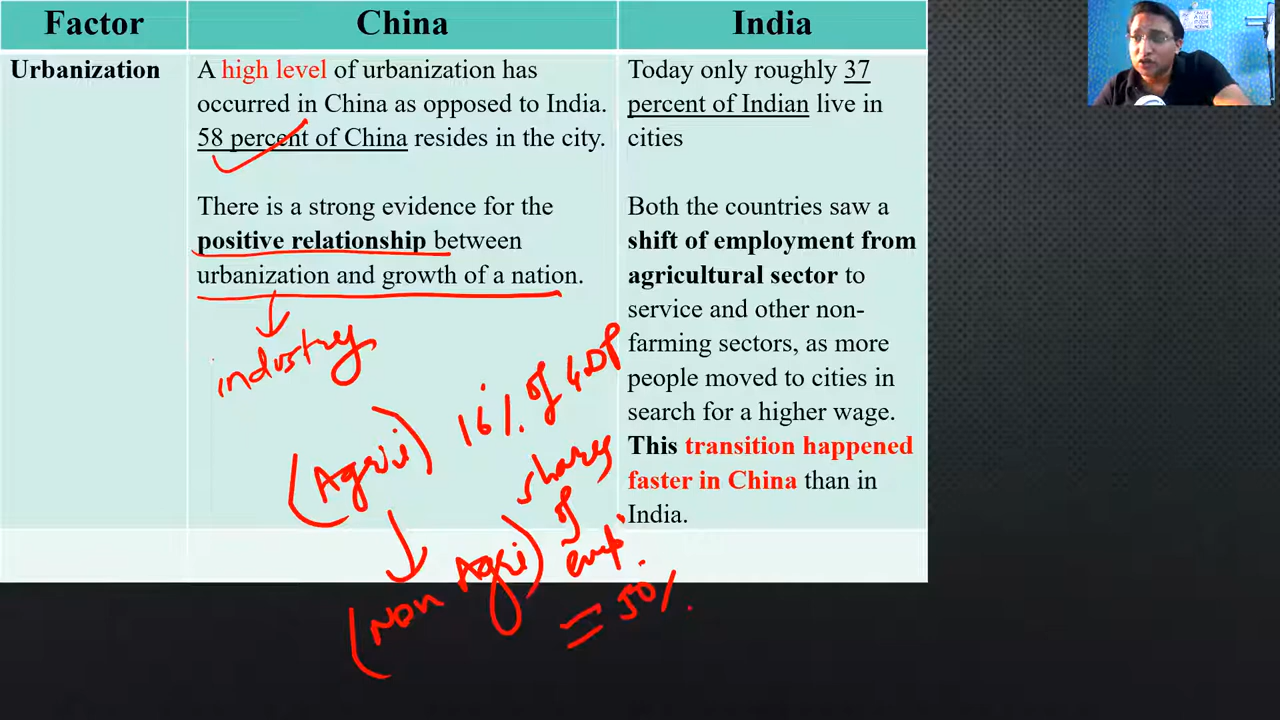 Factor
China
India
Urbanization
A high level of urbanization has
occurred in China as opposed to India.
58 percent of China resides in the city.
There is a strong evidence for the
positive relationship between
urbanization and growth of a nation.
Today only roughly 37
percent of Indian live in
cities
Both the countries saw a
shift of employment from
agricultural sector to
service and other non-
farming sectors, as more
people moved to cities in
search for a higher wage.
This transition happened
faster in China than in
India.
industry
(Agri)
16% of GDP
shares
of
emp.
= 50%
(Non Agri)